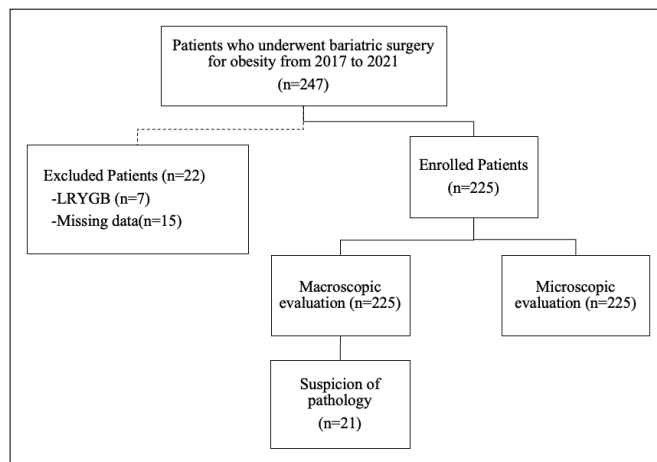 Patients who underwent bariatric surgery
for obesity from 2017 to 2021
(n=247)
Excluded Patients (n=22)
-LRYGB (n=7)
-Missing data(n=15)
Enrolled Patients
(n=225)
Macroscopic
evaluation (n=225)
Microscopic
evaluation (n=225)
Suspicion of
pathology
(n=21)